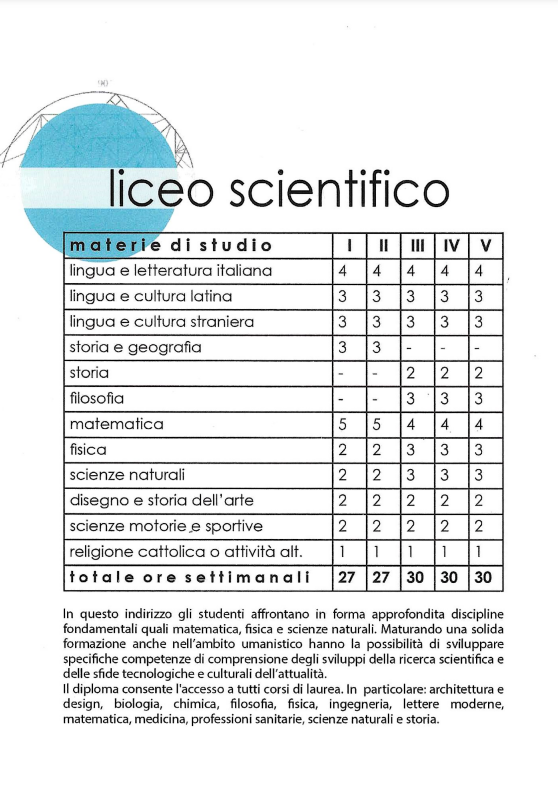 90
liceo scientifico
materie di studio I II III IV V
lingua e letteratura italiana 4 4 4 4 4
lingua e cultura latina 3 3 3 3 3
lingua e cultura straniera 3 3 3 3 3
storia e geografia 3 3 - - -
storia - - 2 2 2
filosofia - - 3 3 3
matematica 5 5 4 4 4
fisica 2 2 3 3 3
scienze naturali 2 2 3 3 3
disegno e storia dell'arte 2 2 2 2 2
scienze motorie e sportive 2 2 2 2 2
religione cattolica o attività alt. 1 1 1 1 1
totale ore settimanali 27 27 30 30 30
In questo indirizzo gli studenti affrontano in forma approfondita discipline
fondamentali quali matematica, fisica e scienze naturali. Maturando una solida
formazione anche nell'ambito umanistico hanno la possibilità di sviluppare
specifiche competenze di comprensione degli sviluppi della ricerca scientifica e
delle sfide tecnologiche e culturali dell'attualità.
Il diploma consente l'accesso a tutti corsi di laurea. In particolare: architettura e
design, biologia, chimica, filosofia, fisica, ingegneria, lettere moderne,
matematica, medicina, professioni sanitarie, scienze naturali e storia.